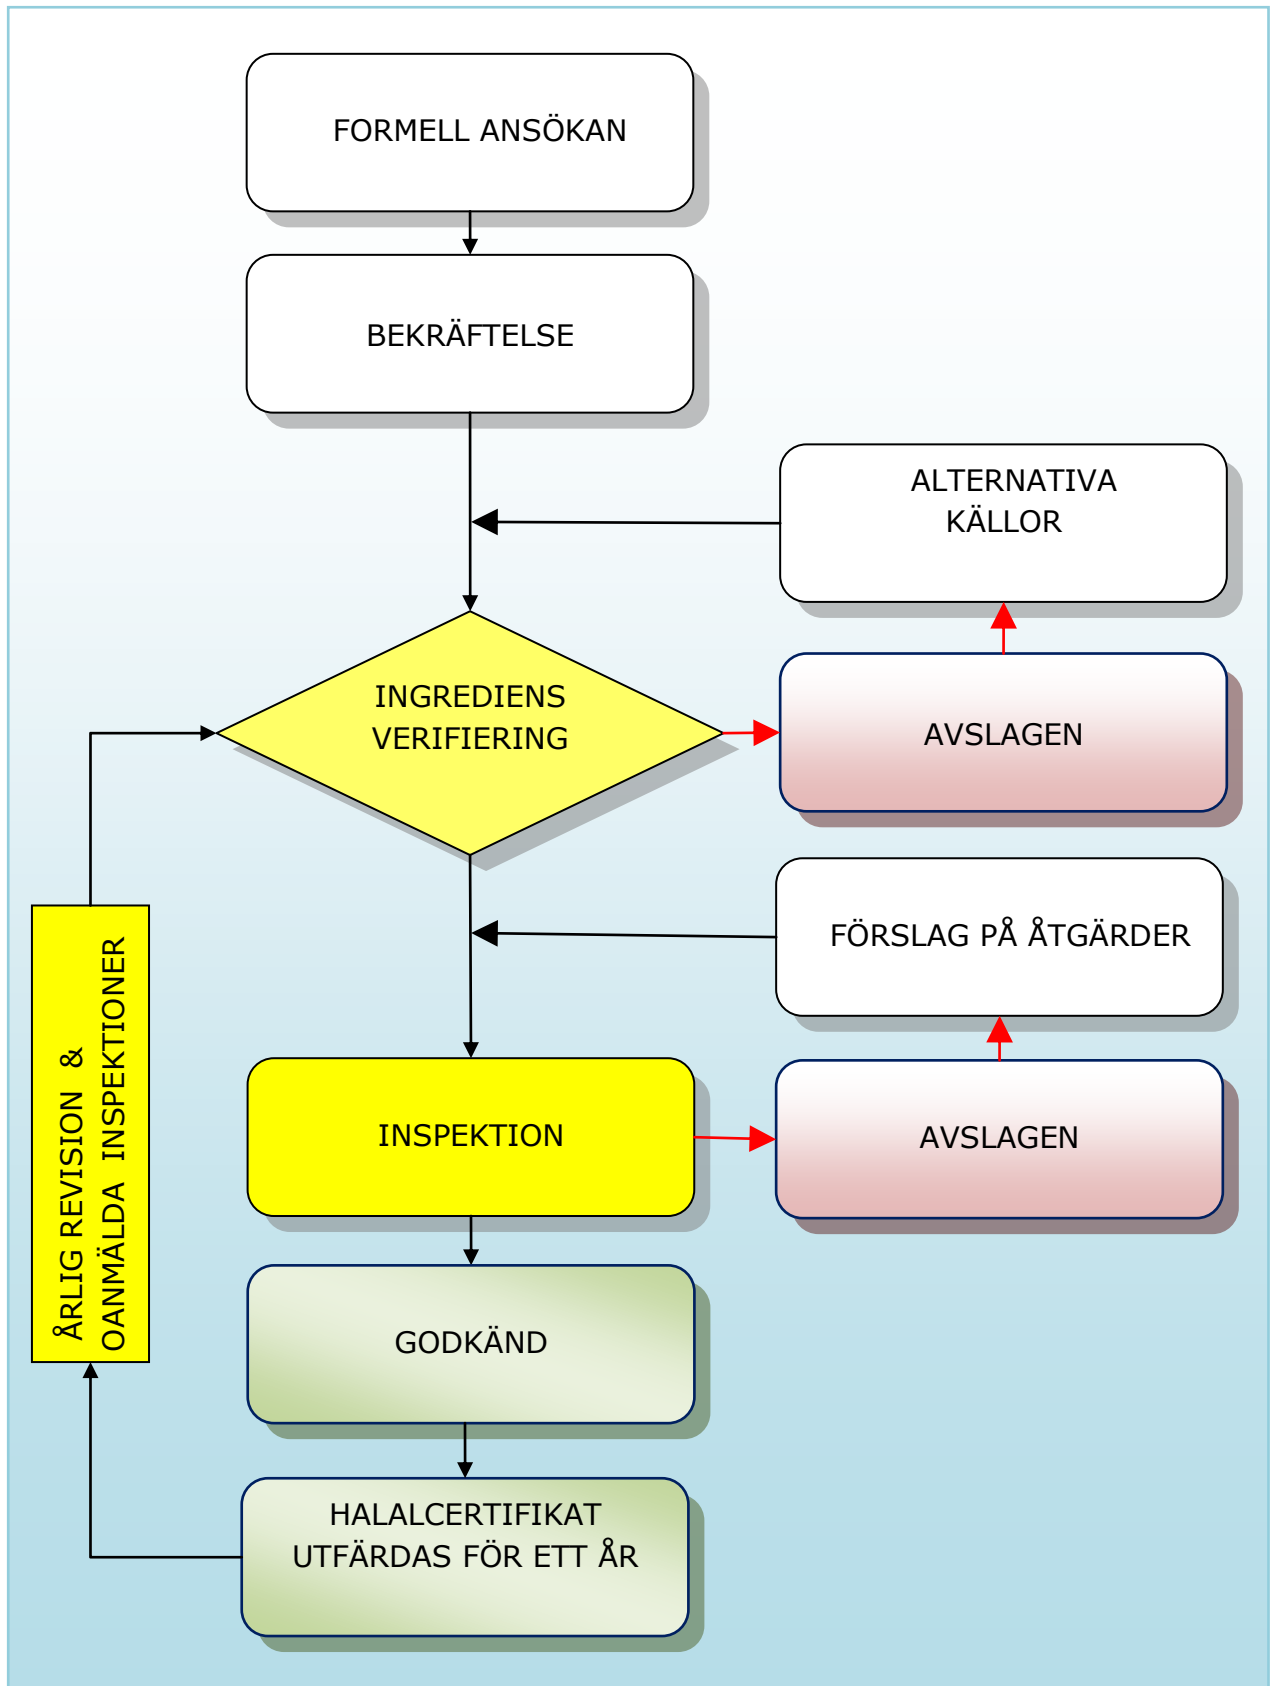 FORMELL ANSÖKAN
BEKRÄFTELSE
ALTERNATIVA
KÄLLOR
INGREDIENS
VERIFIERING
AVSLAGEN
FÖRSLAG PÅ ÅTGÄRDER
INSPEKTION
AVSLAGEN
GODKÄND
HALALCERTIFIKAT
UTFÄRDAS FÖR ETT ÅR
ÅRLIG REVISION &
OANMÄLDA INSPEKTIONER